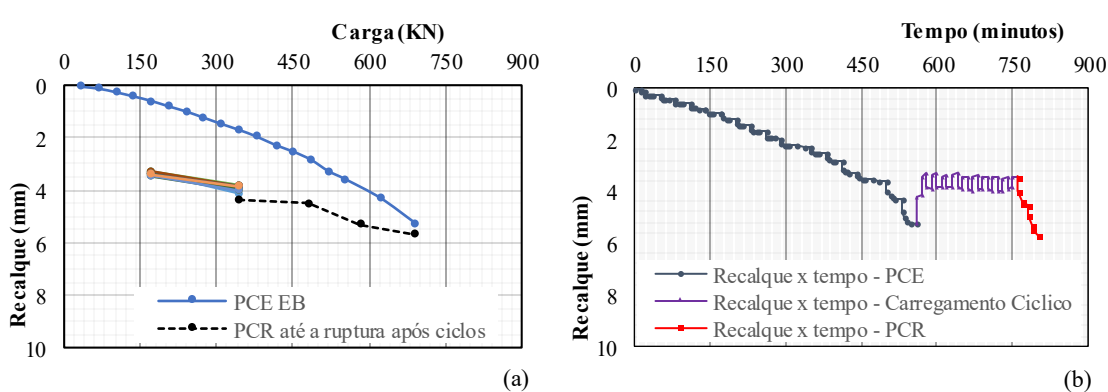 Carga (KN)
0 150 300 450 600 750 900
0
2
4
6
8
10
Recalque (mm)
PCE EB
PCR até a ruptura após ciclos
(a)
Tempo (minutos)
0 150 300 450 600 750 900
0
2
4
6
8
10
Recalque (mm)
Recalque x tempo - PCE
Recalque x tempo - Carregamento Ciclico
Recalque x tempo - PCR
(b)